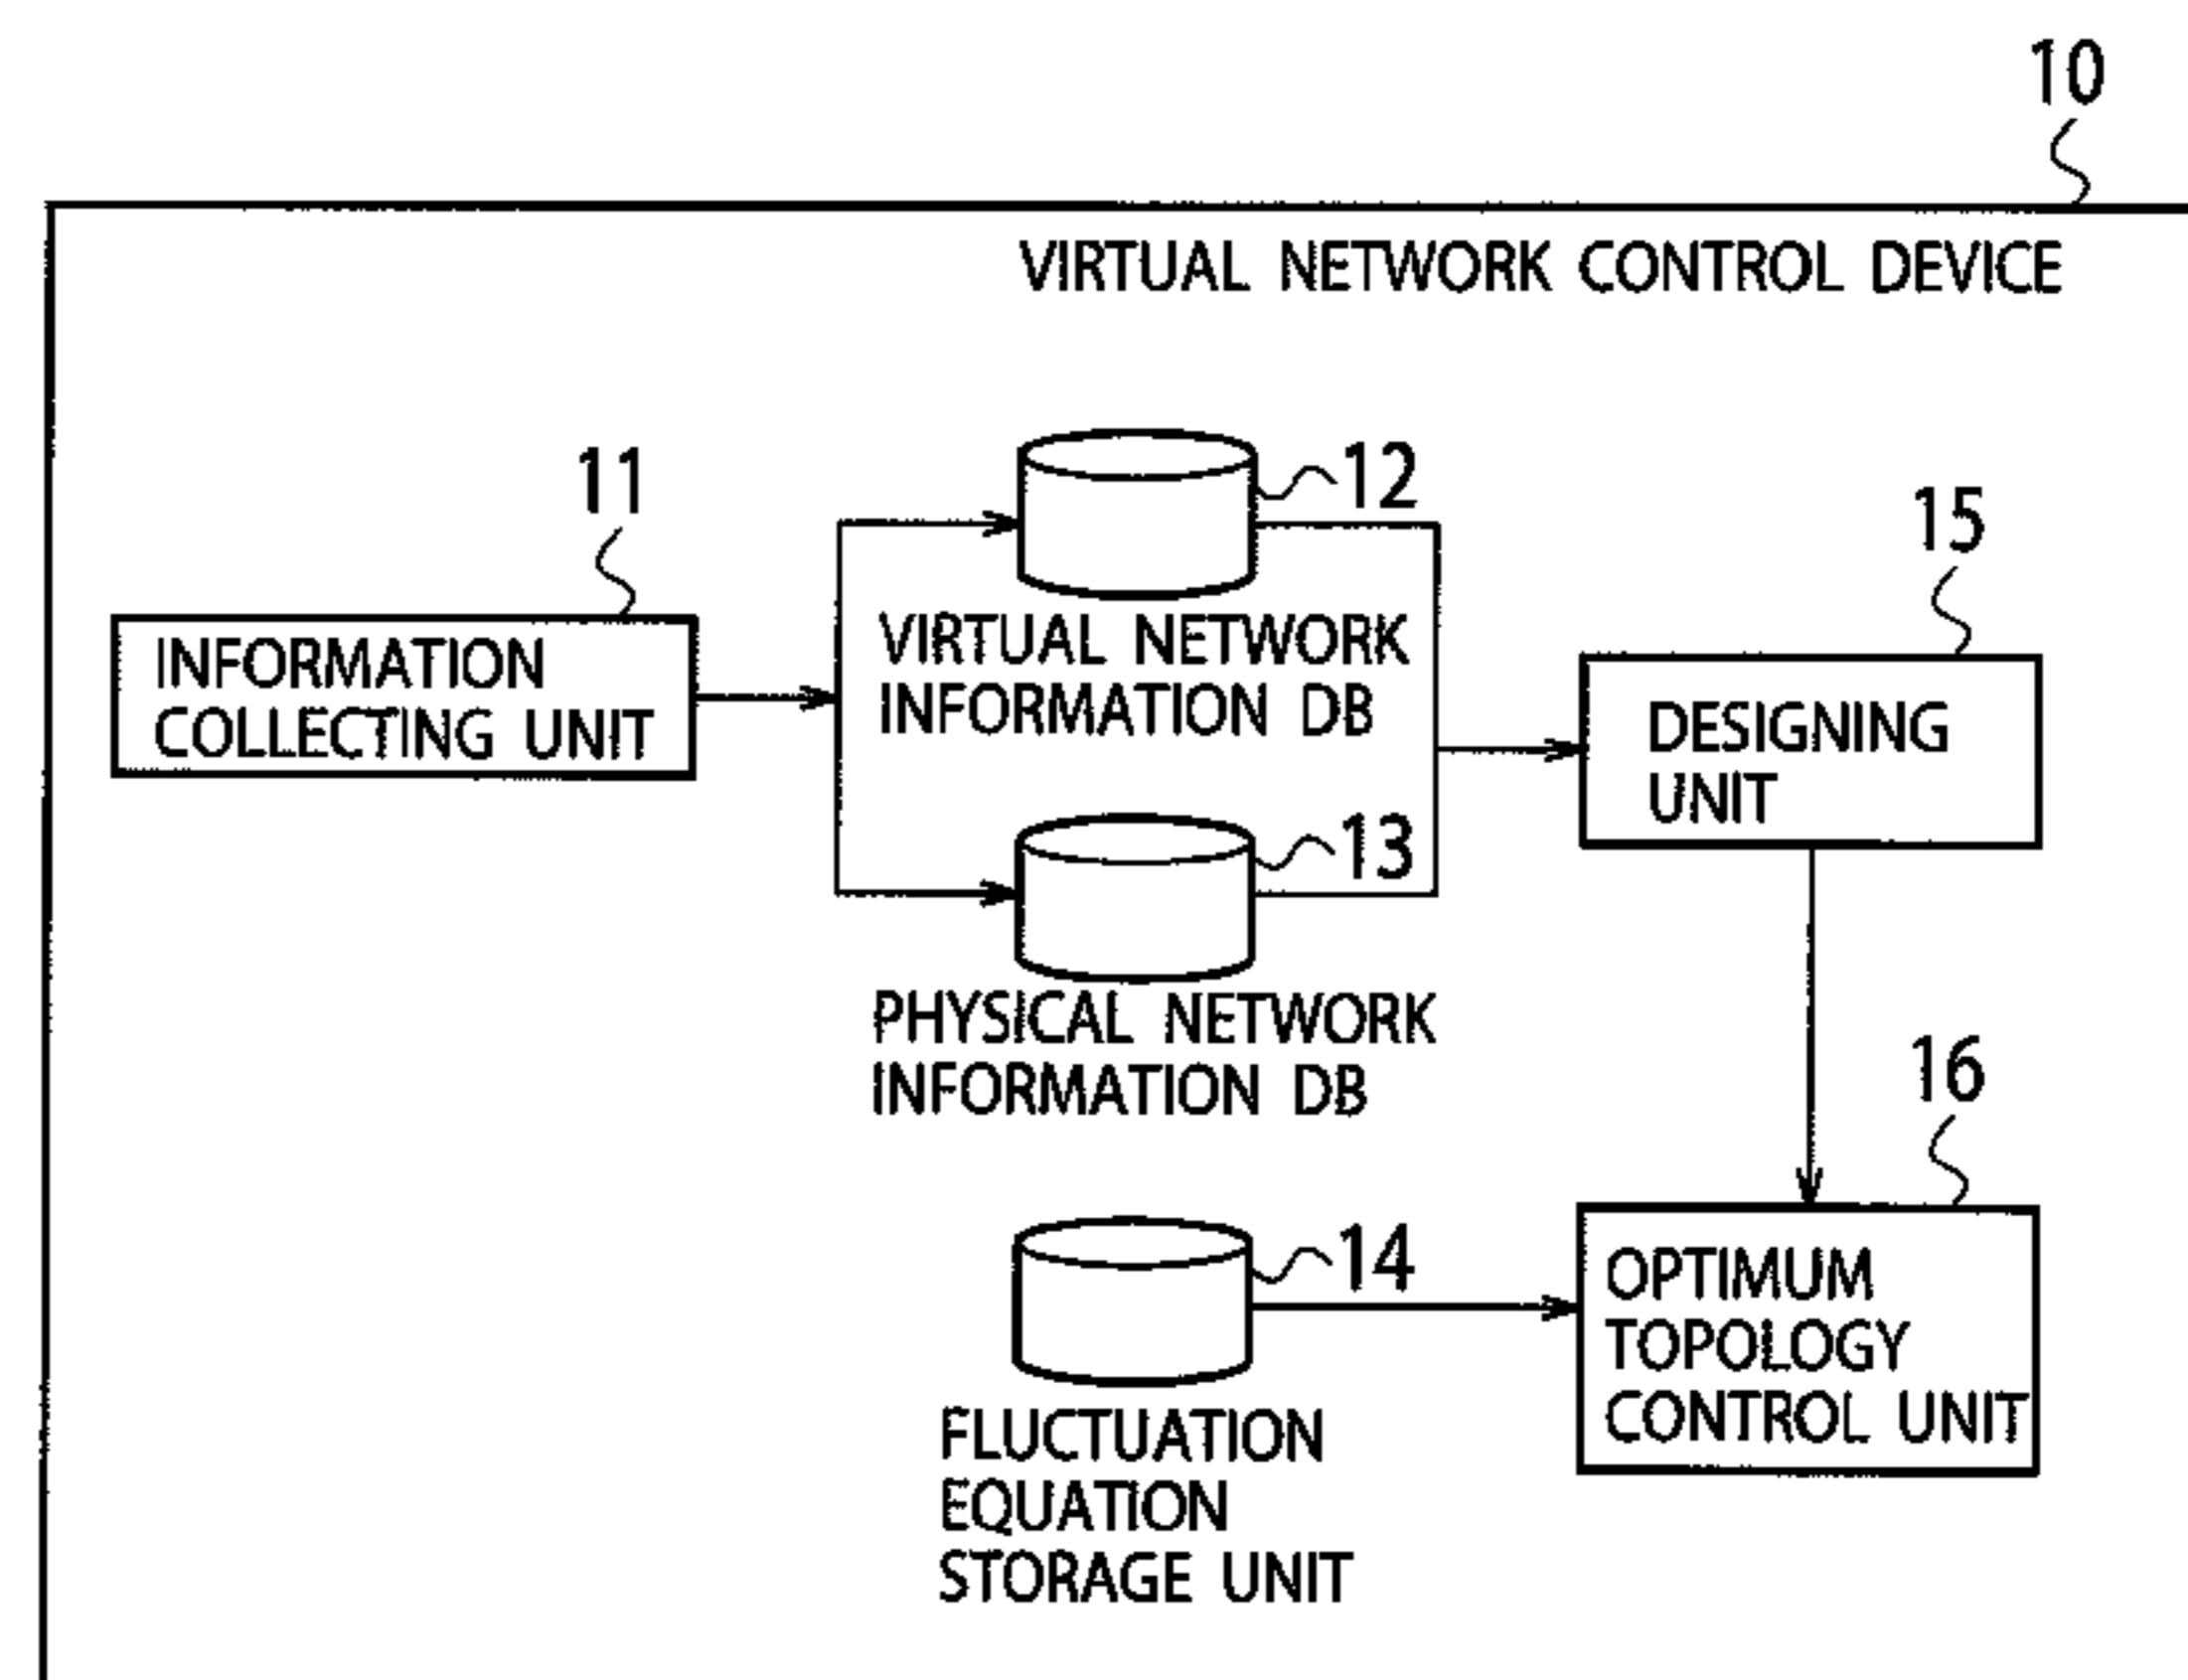 10
VIRTUAL NETWORK CONTROL DEVICE
11
INFORMATION
COLLECTING UNIT
12
VIRTUAL NETWORK
INFORMATION DB
13
PHYSICAL NETWORK
INFORMATION DB
15
DESIGNING
UNIT
14
FLUCTUATION
EQUATION
STORAGE UNIT
16
OPTIMUM
TOPOLOGY
CONTROL UNIT